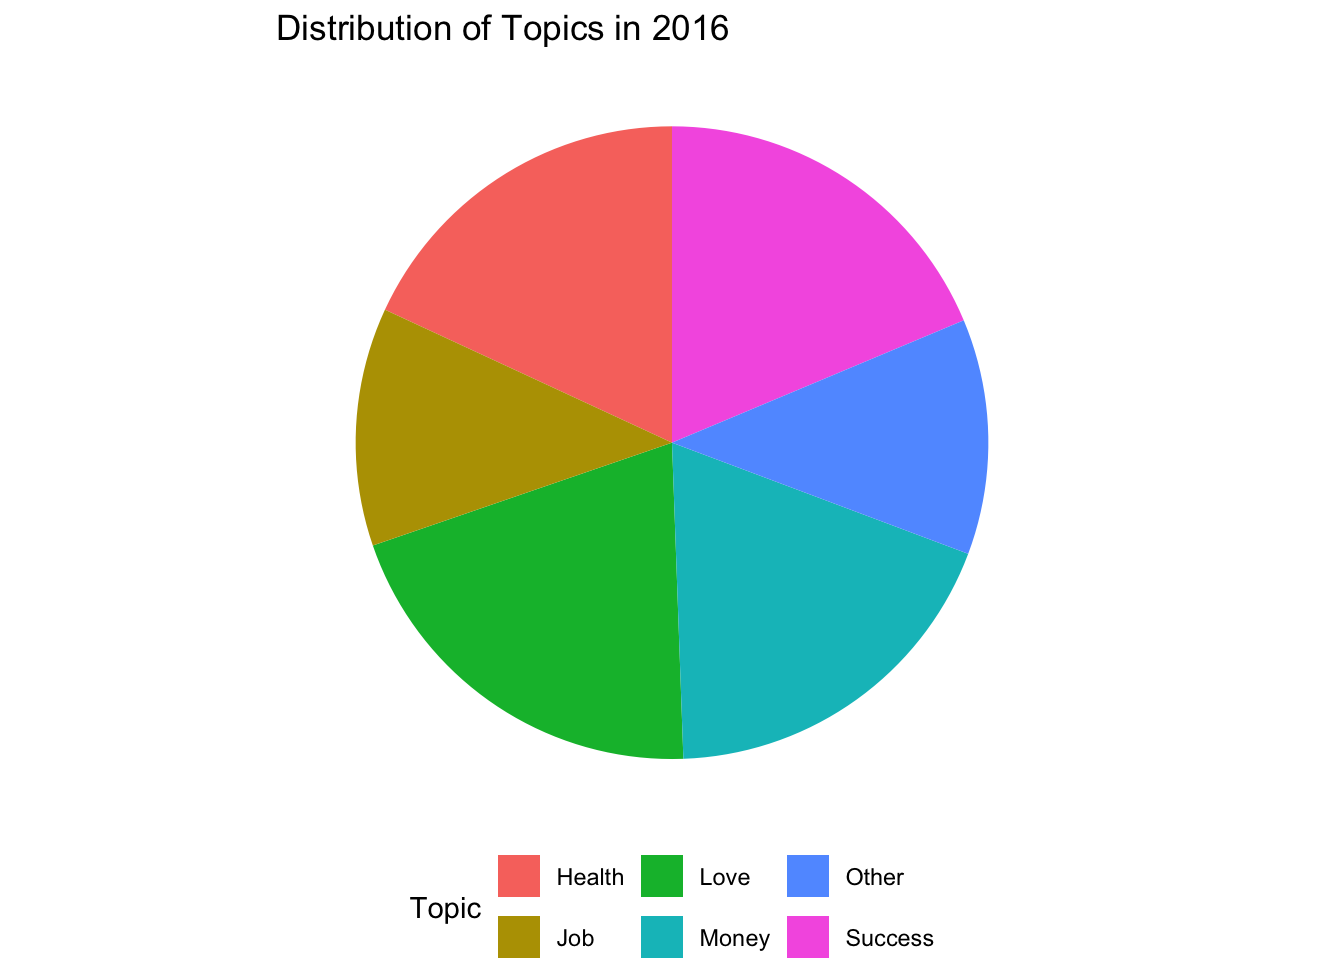 Distribution of Topics in 2016
Topic
Health
Love
Other
Job
Money
Success